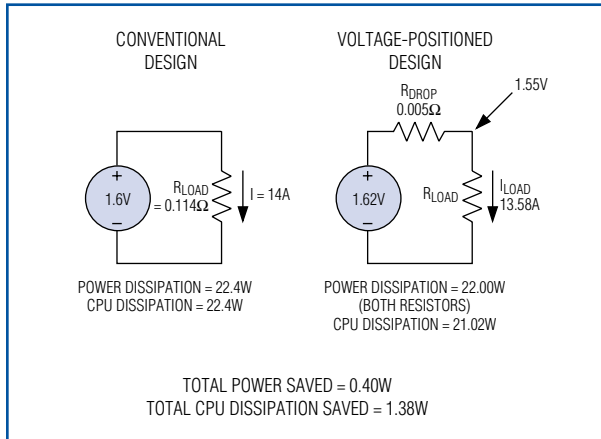 CONVENTIONAL
DESIGN
+
1.6V
–
RLOAD
= 0.114Ω
I = 14A
POWER DISSIPATION = 22.4W
CPU DISSIPATION = 22.4W
VOLTAGE-POSITIONED
DESIGN
RDROP
0.005Ω
1.55V
+
1.62V
–
RLOAD
ILOAD
13.58A
POWER DISSIPATION = 22.00W
(BOTH RESISTORS)
CPU DISSIPATION = 21.02W
TOTAL POWER SAVED = 0.40W
TOTAL CPU DISSIPATION SAVED = 1.38W